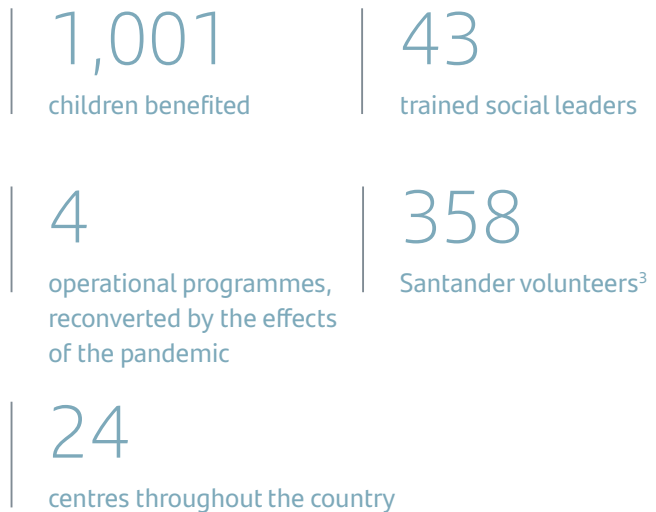 1,001
children benefited
43
trained social leaders
4
operational programmes,
reconverted by the effects
of the pandemic
358
Santander volunteers³
24
centres throughout the country